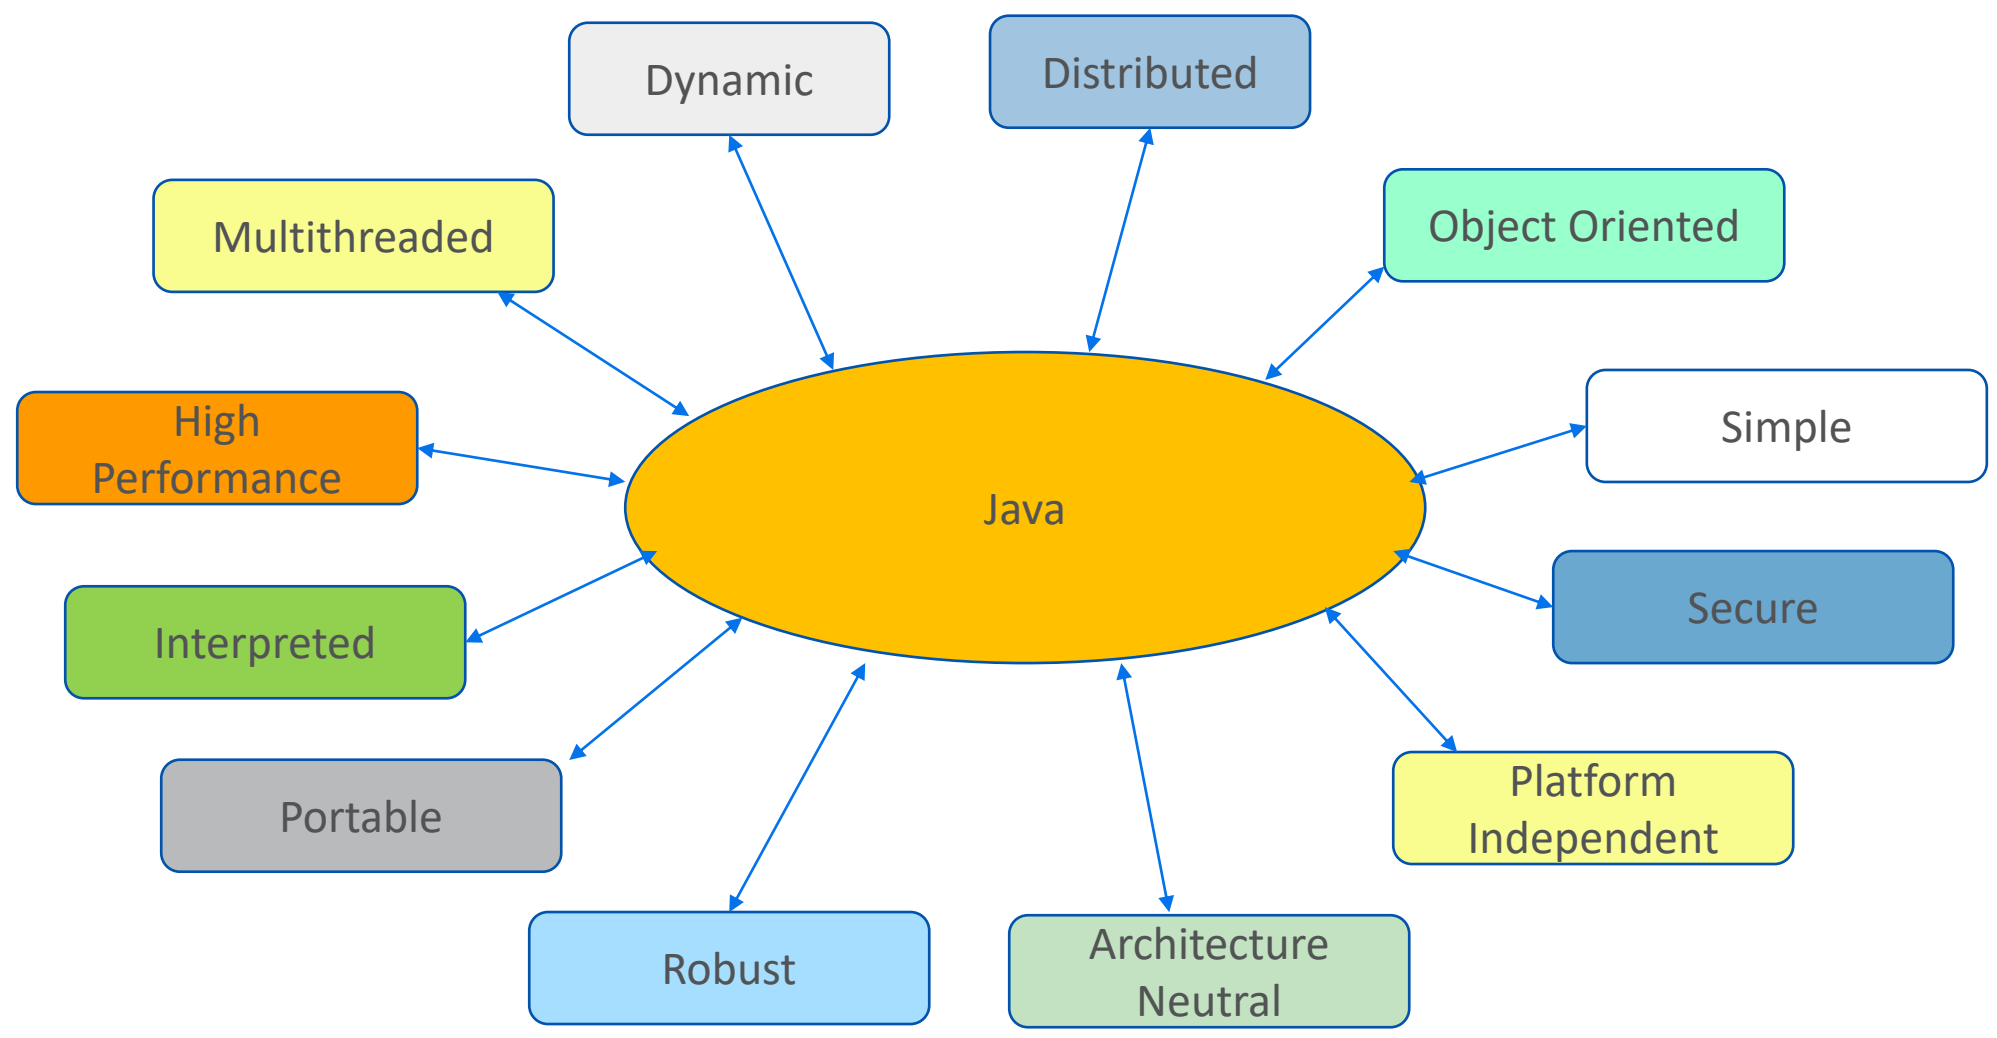 Dynamic
Distributed
Multithreaded
Object Oriented
High
Performance
Simple
Java
Interpreted
Secure
Portable
Platform
Independent
Robust
Architecture
Neutral